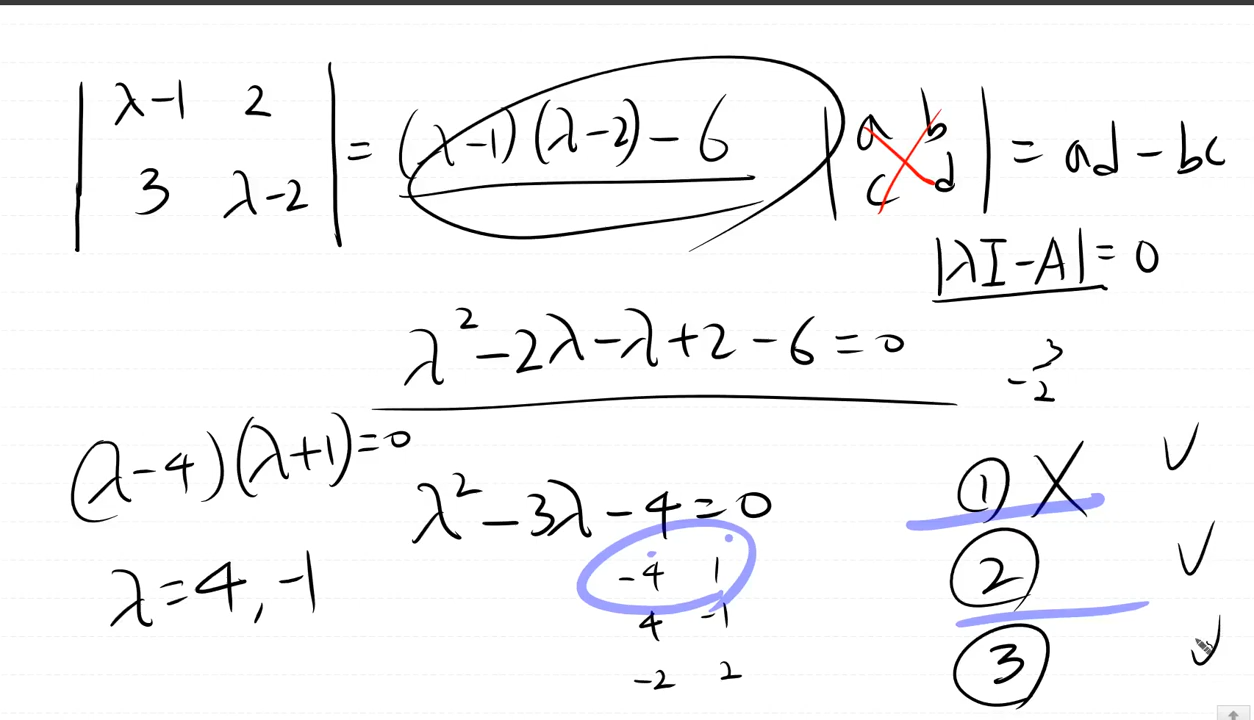 | λ-1 2 | = (λ-1)(λ-2) - 6
| 3 λ-2 |
| a b | = ad - bc
| c d |
|λI - A| = 0
λ² - 2λ - λ + 2 - 6 = 0
3
-2
(λ-4)(λ+1) = 0
λ² - 3λ - 4 = 0
λ = 4, -1
-4 1
4 -1
-2 2
① X ✓
② ✓
③ ✓